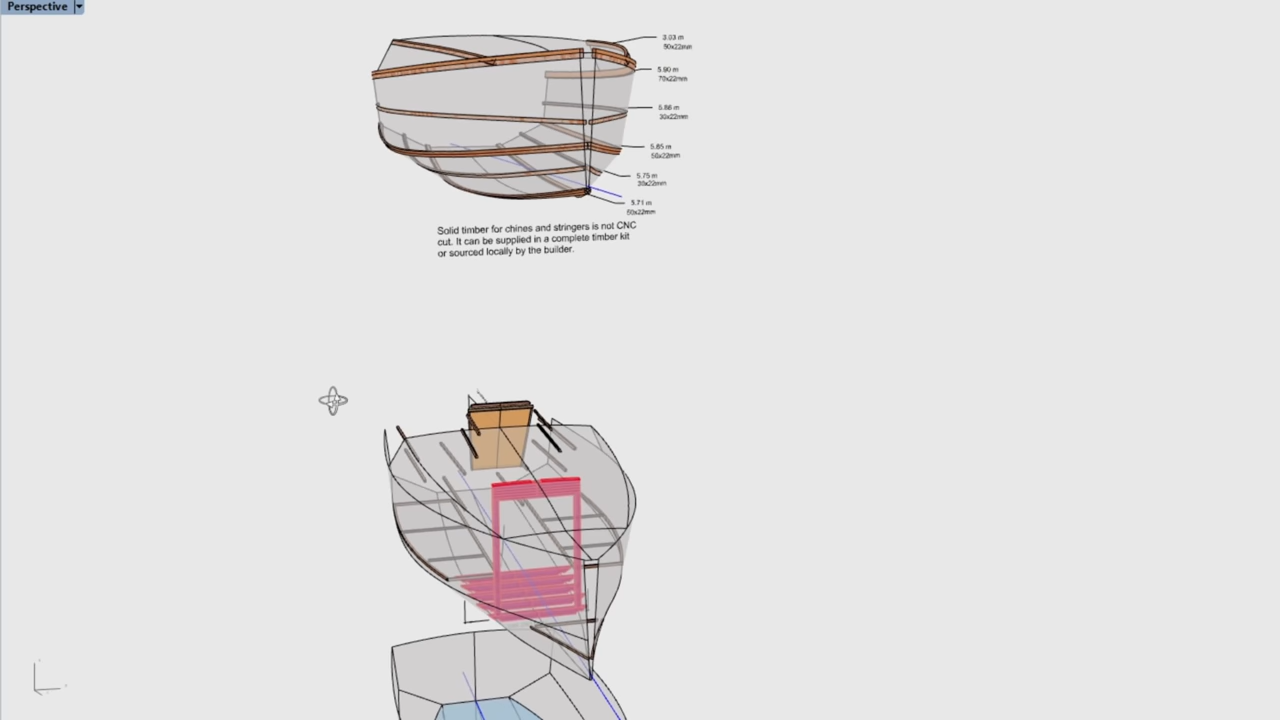 Perspective
3.03 m
50x22mm
5.90 m
70x22mm
5.86 m
30x22mm
5.85 m
50x22mm
5.75 m
30x22mm
5.71 m
50x22mm
Solid timber for chines and stringers is not CNC
cut. It can be supplied in a complete timber kit
or sourced locally by the builder.